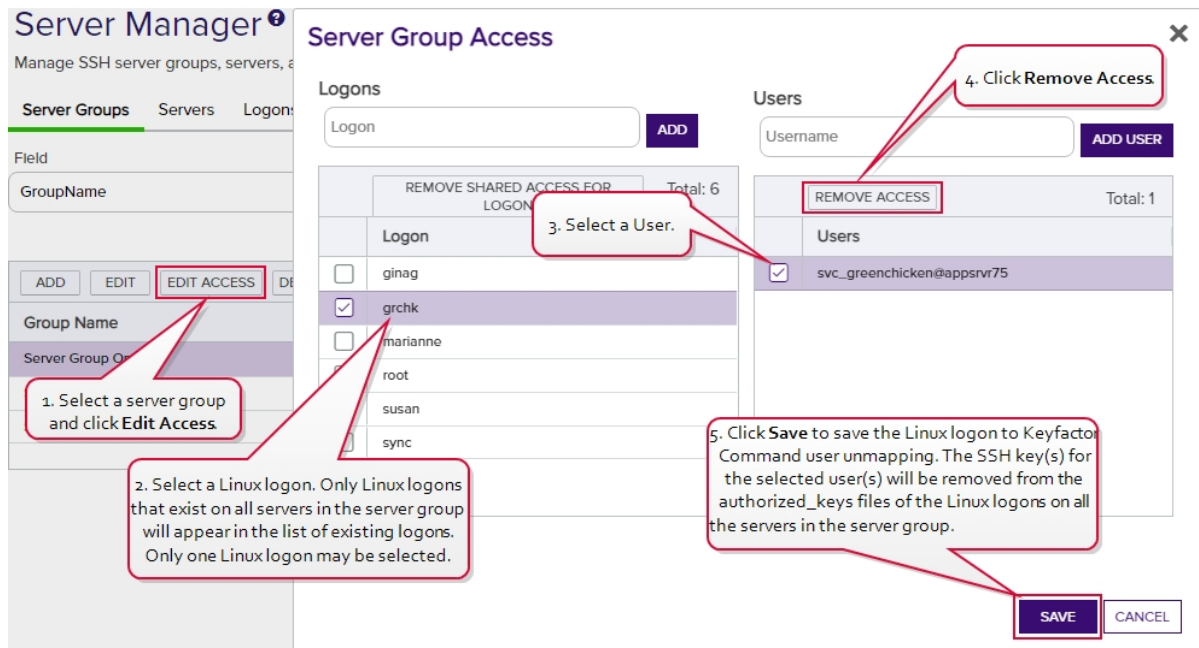 Server Manager
Manage SSH server groups, servers, a
Server Groups Servers Logons
Field
GroupName
ADD EDIT EDIT ACCESS DE
Group Name
Server Group On
1. Select a server group
and click Edit Access.
Server Group Access
Logons
Logon
ADD
REMOVE SHARED ACCESS FOR
LOGON
Total: 6
Logon
ginag
grchk
marianne
root
susan
sync
2. Select a Linux logon. Only Linux logons
that exist on all servers in the server group
will appear in the list of existing logons.
Only one Linux logon may be selected.
3. Select a User.
4. Click Remove Access.
Users
Username
ADD USER
REMOVE ACCESS
Total: 1
Users
svc_greenchicken@appsrvr75
5. Click Save to save the Linux logon to Keyfactor
Command user unmapping. The SSH key(s) for
the selected user(s) will be removed from the
authorized_keys files of the Linux logons on all
the servers in the server group.
SAVE
CANCEL